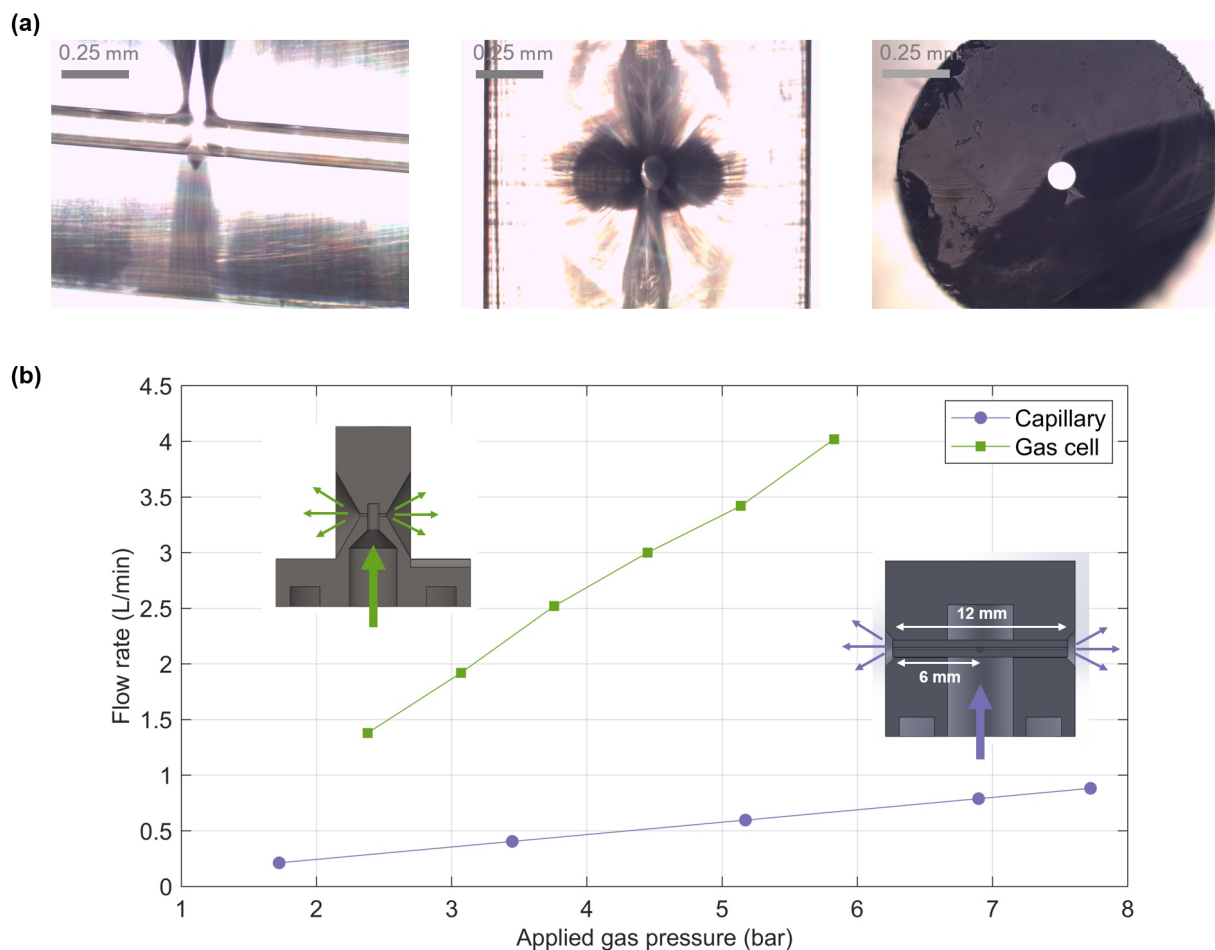 (a)
0.25 mm
0.25 mm
0.25 mm
(b)
4.5
4
3.5
3
2.5
2
1.5
1
0.5
0
Flow rate (L/min)
Capillary
Gas cell
12 mm
6 mm
1 2 3 4 5 6 7 8
Applied gas pressure (bar)